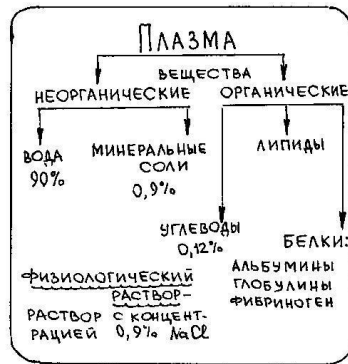 ПЛАЗМА
ВЕЩЕСТВА
НЕОРГАНИЧЕСКИЕ ОРГАНИЧЕСКИЕ
ВОДА
90%
МИНЕРАЛЬНЫЕ
СОЛИ
0,9%
ЛИПИДЫ
УГЛЕВОДЫ
0,12%
БЕЛКИ:
АЛЬБУМИНЫ
ГЛОБУЛИНЫ
ФИБРИНОГЕН
ФИЗИОЛОГИЧЕСКИЙ
РАСТВОР-
РАСТВОР С КОНЦЕНТ-
РАЦИЕЙ 0,9% NaCl